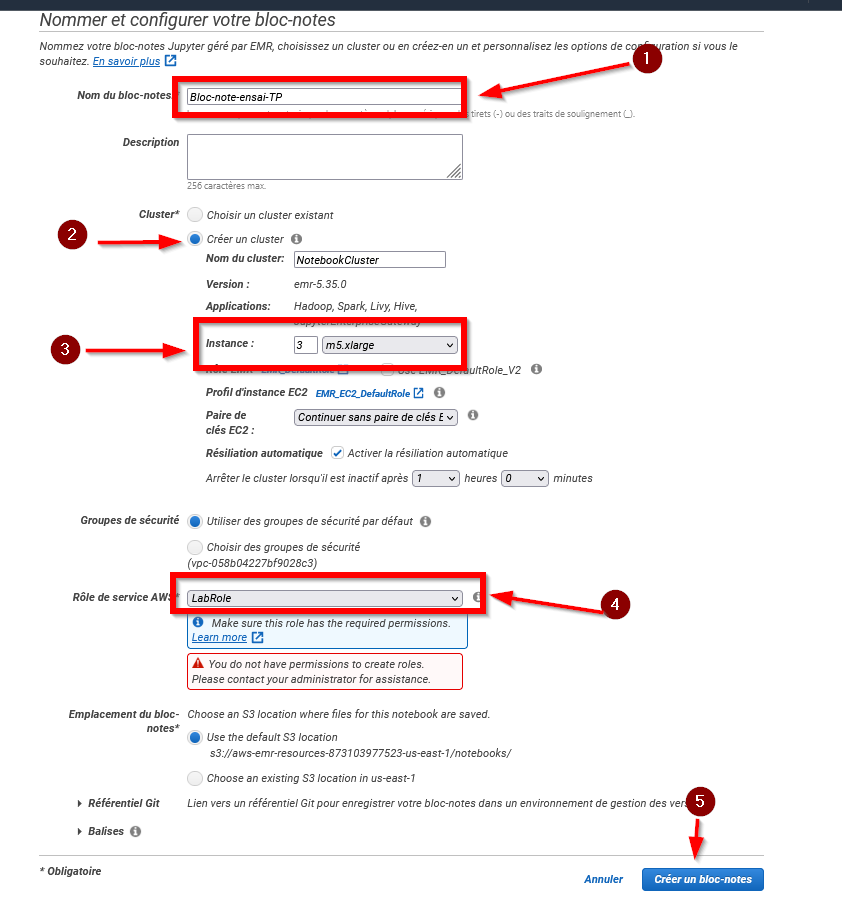 Nommer et configurer votre bloc-notes
Nommez votre bloc-notes Jupyter géré par EMR, choisissez un cluster ou en créez-en un et personnalisez les options de configuration si vous le
souhaitez. En savoir plus
1
Nom du bloc-notes*
Bloc-note-ensai-TP
tirets (-) ou des traits de soulignement (_).
Description
256 caractères max.
Cluster*
Choisir un cluster existant
2
Créer un cluster
Nom du cluster:
NotebookCluster
Version :
emr-5.35.0
Applications:
Hadoop, Spark, Livy, Hive,
JupyterEnterpriseGateway
3
Instance :
3
m5.xlarge
Use EMR_DefaultRole_V2
Profil d'instance EC2
EMR_EC2_DefaultRole
Paire de
clés EC2 :
Continuer sans paire de clés E
Résiliation automatique
Activer la résiliation automatique
Arrêter le cluster lorsqu'il est inactif après 1 heures 0 minutes
Groupes de sécurité
Utiliser des groupes de sécurité par défaut
Choisir des groupes de sécurité
(vpc-058b04227bf9028c3)
Rôle de service AWS*
LabRole
4
Make sure this role has the required permissions.
Learn more
You do not have permissions to create roles.
Please contact your administrator for assistance.
Emplacement du bloc-
notes*
Choose an S3 location where files for this notebook are saved.
Use the default S3 location
s3://aws-emr-resources-873103977523-us-east-1/notebooks/
Choose an existing S3 location in us-east-1
Référentiel Git
Lien vers un référentiel Git pour enregistrer votre bloc-notes dans un environnement de gestion des vers
5
Balises
* Obligatoire
Annuler
Créer un bloc-notes